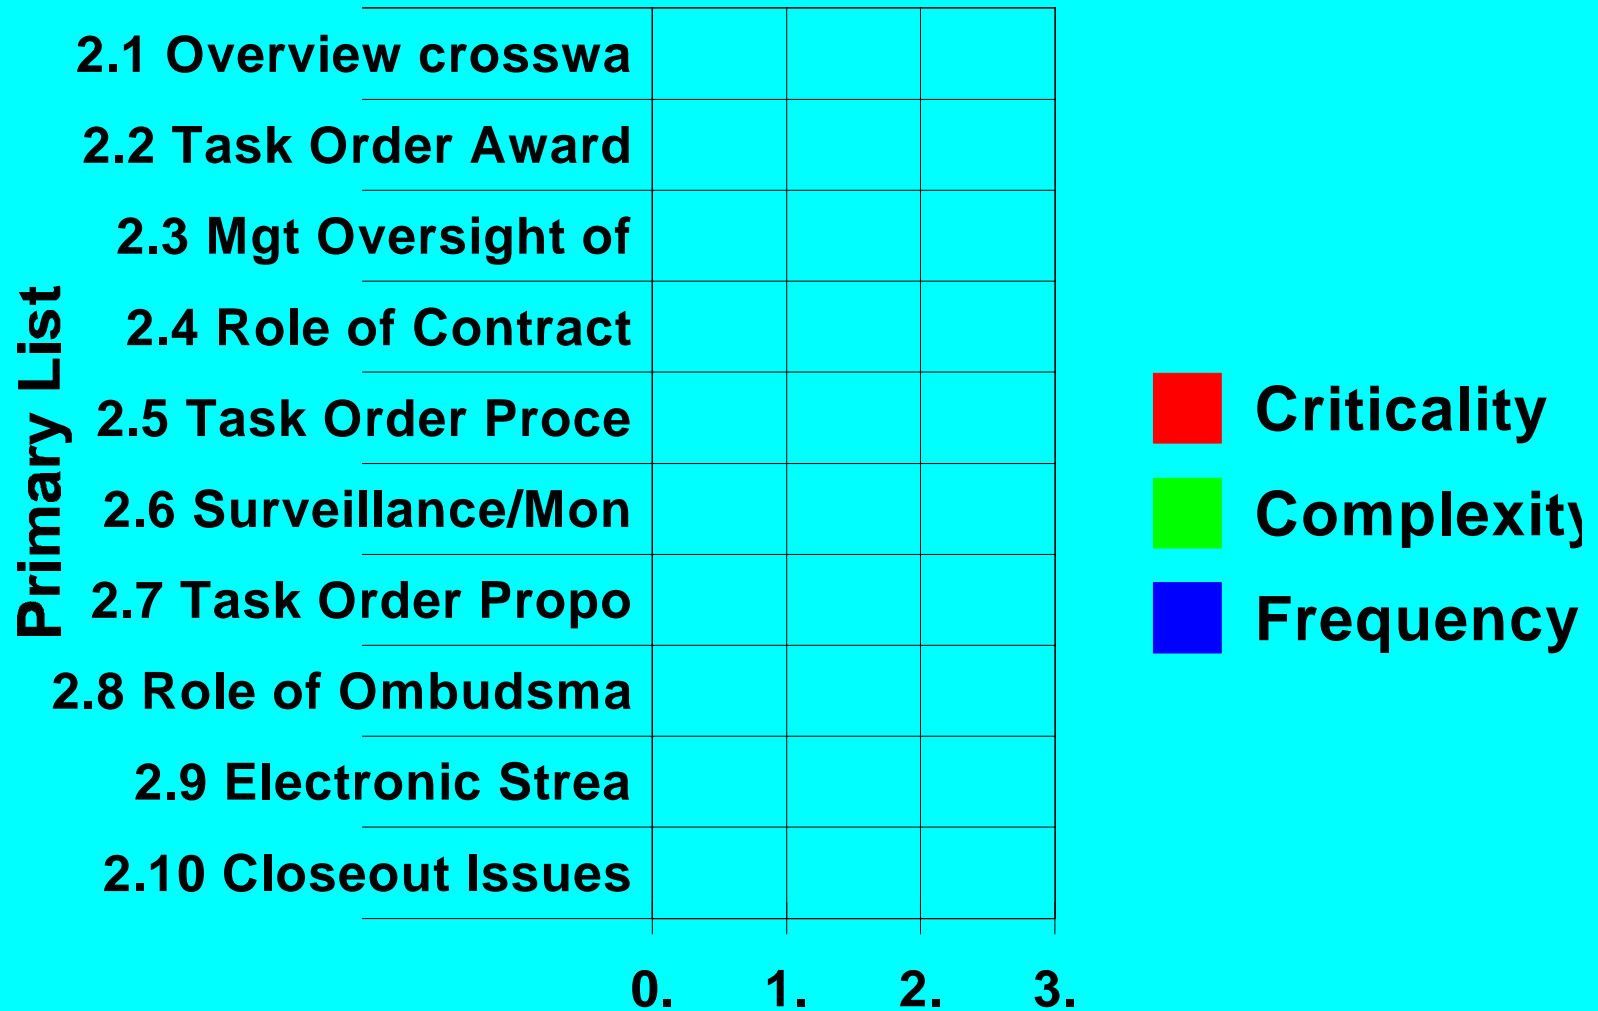 Primary List
2.1 Overview crosswa
2.2 Task Order Award
2.3 Mgt Oversight of
2.4 Role of Contract
2.5 Task Order Proce
2.6 Surveillance/Mon
2.7 Task Order Propo
2.8 Role of Ombudsma
2.9 Electronic Strea
2.10 Closeout Issues
0. 1. 2. 3.
Criticality
Complexity
Frequency